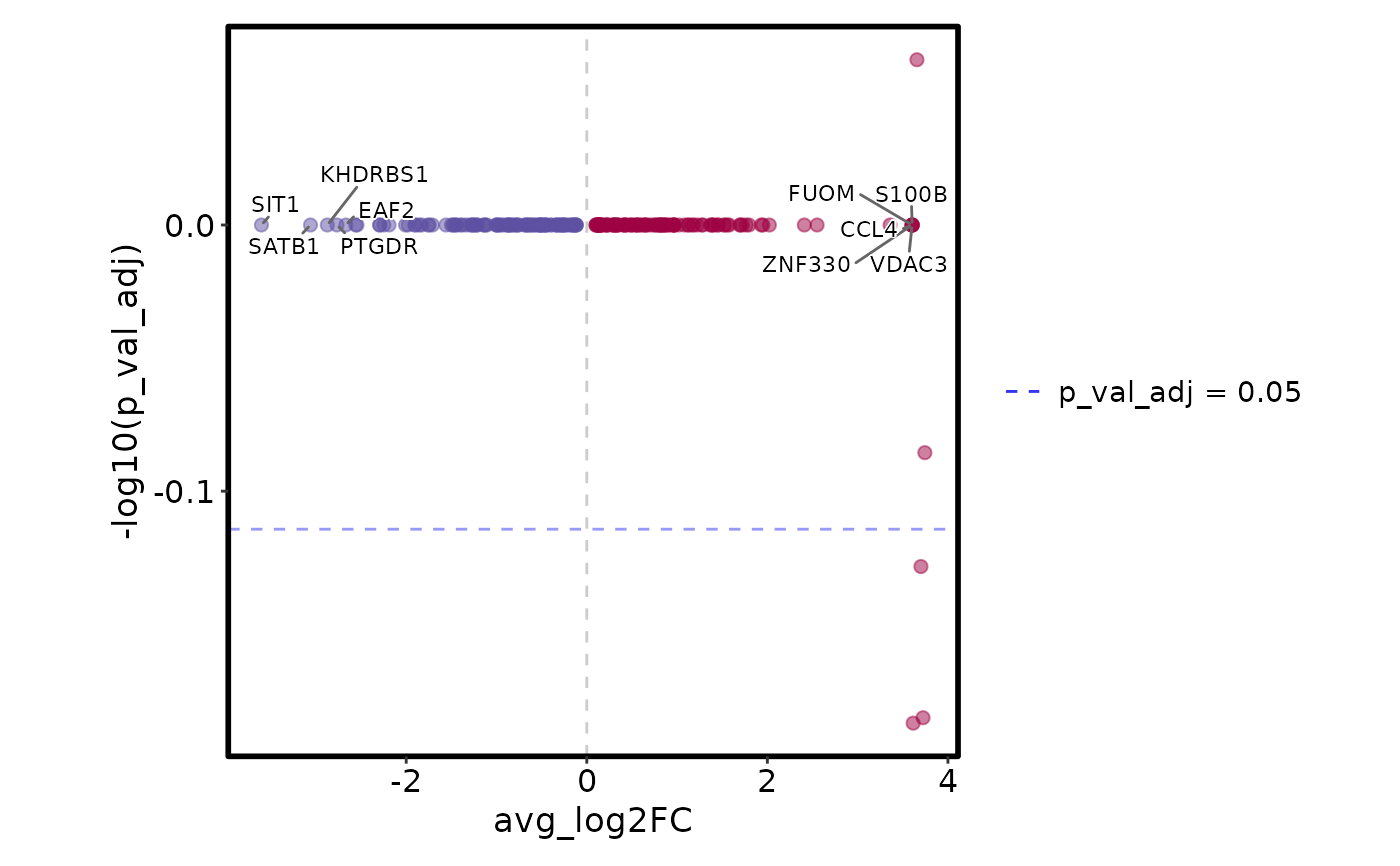 KHDRBS1
SIT1
EAF2
SATB1
PTGDR
FUOM
S100B
CCL4
ZNF330
VDAC3
0.0
-0.1
-log10(p_val_adj)
-2
0
2
4
avg_log2FC
p_val_adj = 0.05